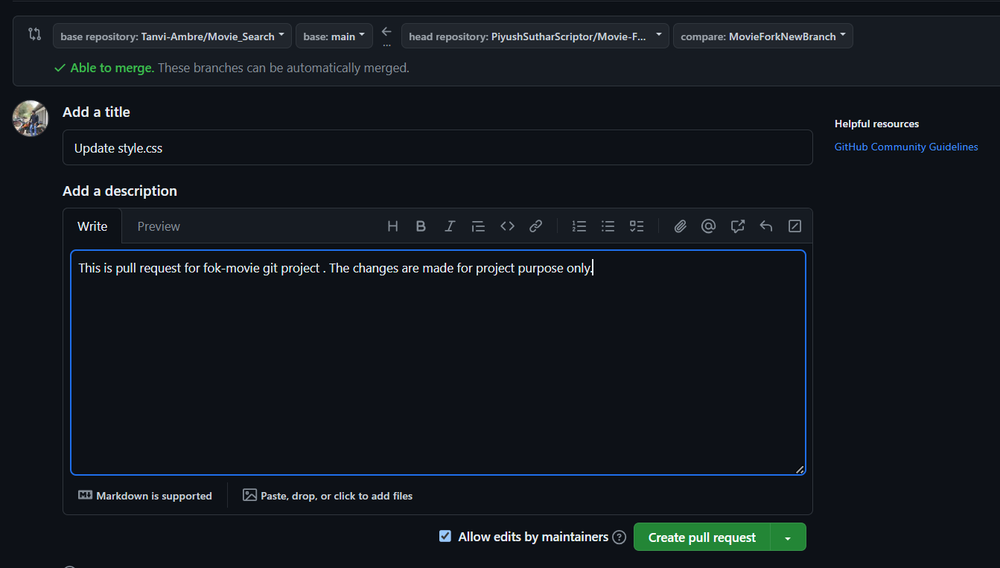 base repository: Tanvi-Ambre/Movie_Search base: main ... head repository: PiyushSutharScriptor/Movie-F... compare: MovieForkNewBranch
Able to merge. These branches can be automatically merged.
Add a title
Helpful resources
Update style.css
GitHub Community Guidelines
Add a description
Write Preview H B I
This is pull request for fok-movie git project . The changes are made for project purpose only.
Markdown is supported Paste, drop, or click to add files
Allow edits by maintainers ? Create pull request